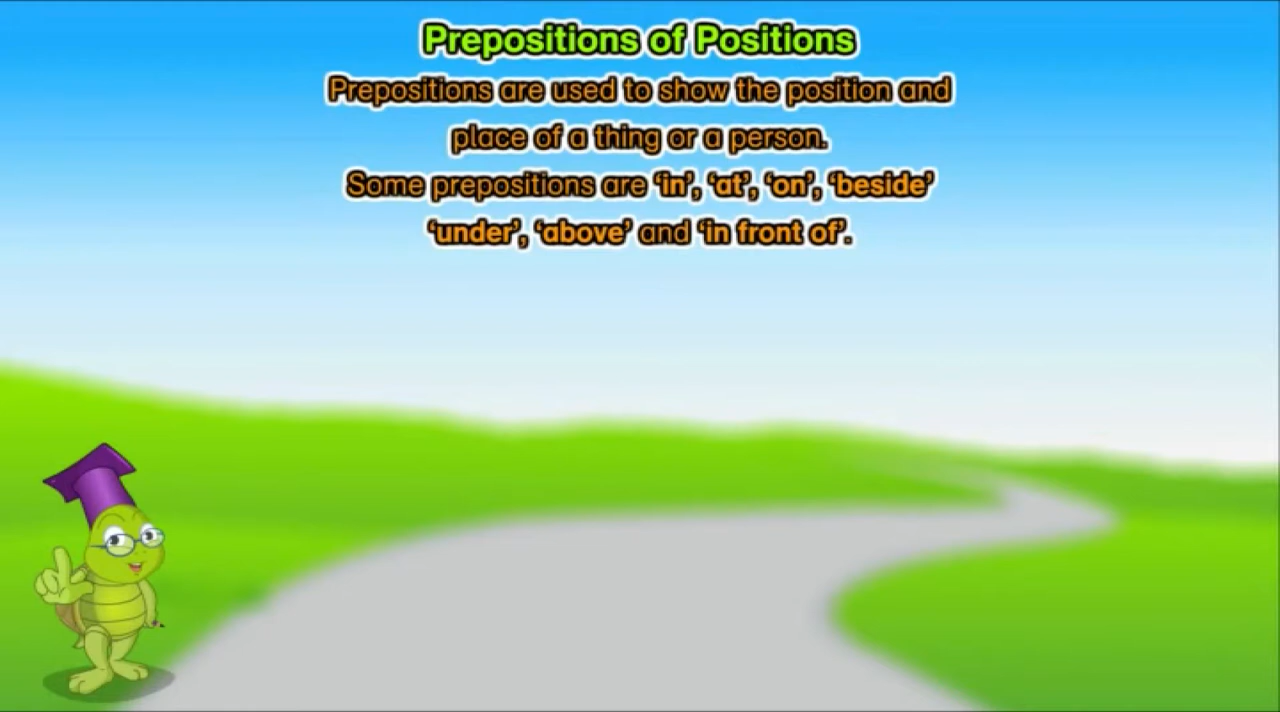 Prepositions of Positions
Prepositions are used to show the position and
place of a thing or a person.
Some prepositions are ‘in’, ‘at’, ‘on’, ‘beside’
‘under’, ‘above’ and ‘in front of’.